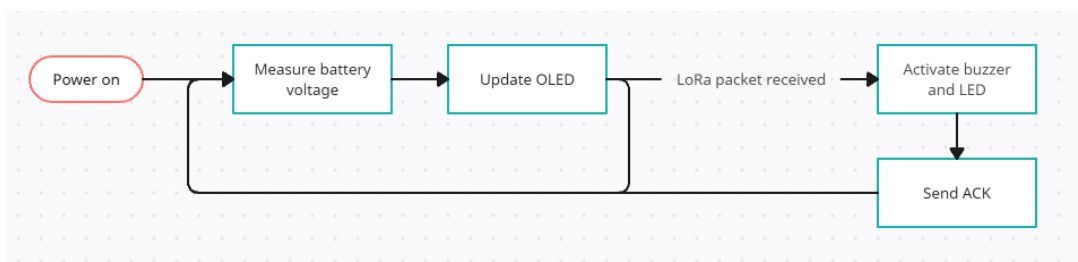 Power on
Measure battery
voltage
Update OLED
LoRa packet received
Activate buzzer
and LED
Send ACK